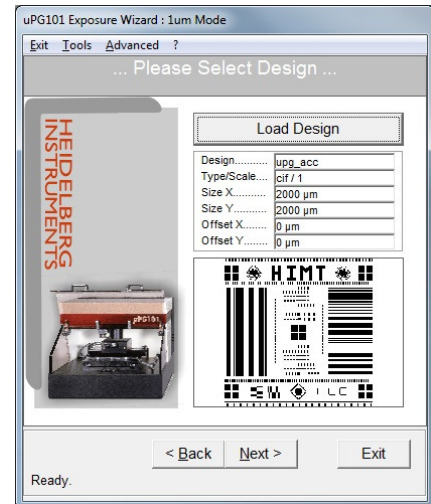 uPG101 Exposure Wizard : 1um Mode
Exit Tools Advanced ?
... Please Select Design ...
HEIDELBERG
INSTRUMENTS
µPG101
Load Design
Design.......... upg_acc
Type/Scale.... cif / 1
Size X.......... 2000 µm
Size Y.......... 2000 µm
Offset X........ 0 µm
Offset Y........ 0 µm
HIMT
< Back Next > Exit
Ready.